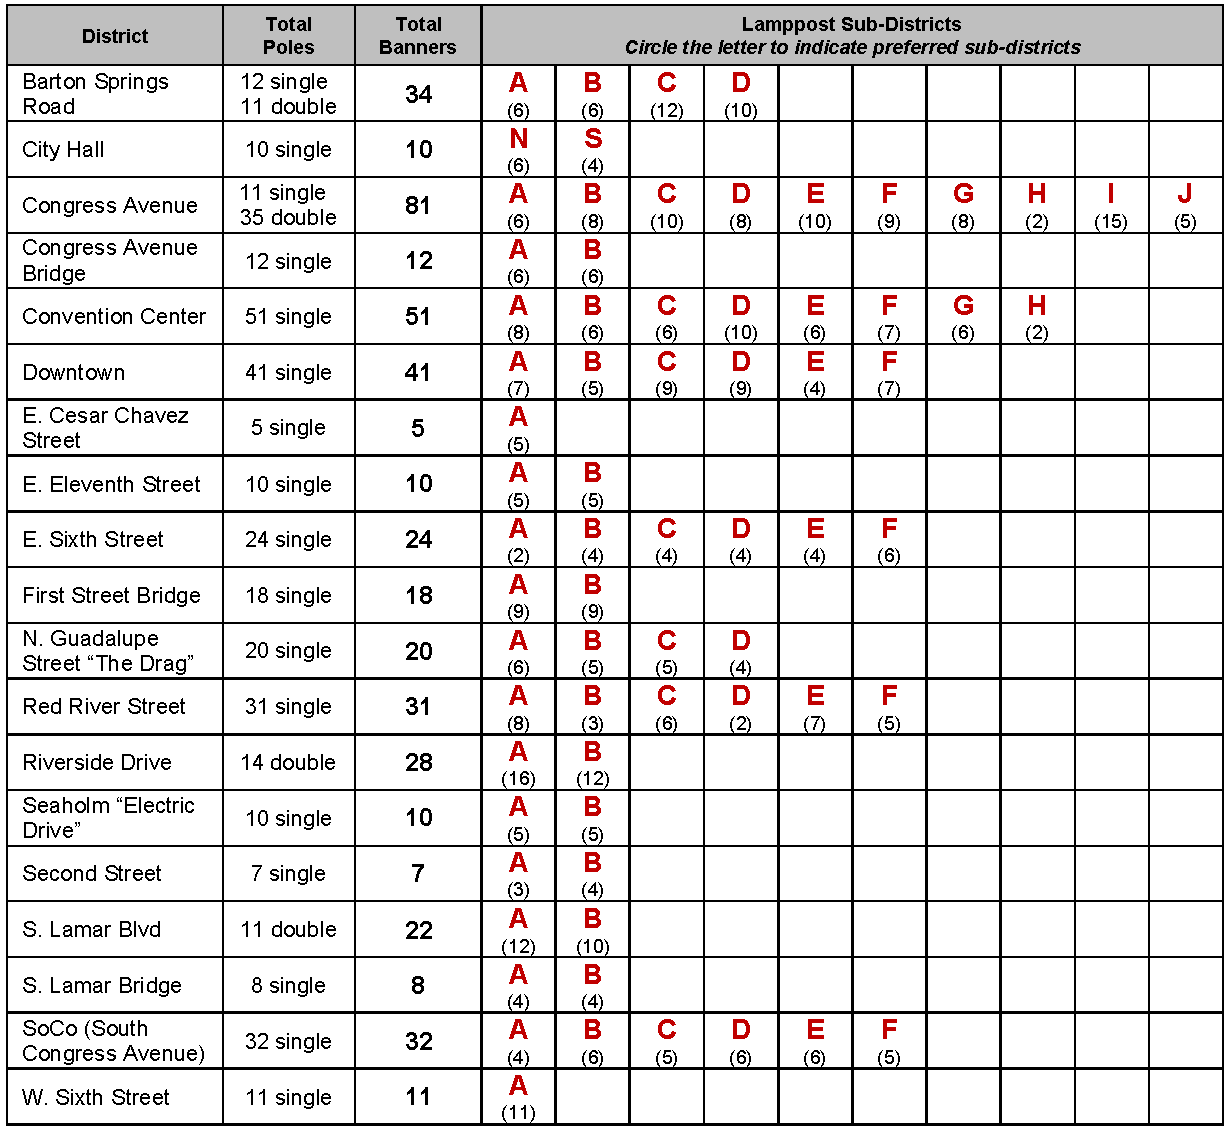 District Total Poles Total Banners Lamppost Sub-Districts
Circle the letter to indicate preferred sub-districts
Barton Springs Road 12 single 11 double 34 A (6) B (6) C (12) D (10)
City Hall 10 single 10 N (6) S (4)
Congress Avenue 11 single 35 double 81 A (6) B (8) C (10) D (8) E (10) F (9) G (8) H (2) I (15) J (5)
Congress Avenue Bridge 12 single 12 A (6) B (6)
Convention Center 51 single 51 A (8) B (6) C (6) D (10) E (6) F (7) G (6) H (2)
Downtown 41 single 41 A (7) B (5) C (9) D (9) E (4) F (7)
E. Cesar Chavez Street 5 single 5 A (5)
E. Eleventh Street 10 single 10 A (5) B (5)
E. Sixth Street 24 single 24 A (2) B (4) C (4) D (4) E (4) F (6)
First Street Bridge 18 single 18 A (9) B (9)
N. Guadalupe Street “The Drag” 20 single 20 A (6) B (5) C (5) D (4)
Red River Street 31 single 31 A (8) B (3) C (6) D (2) E (7) F (5)
Riverside Drive 14 double 28 A (16) B (12)
Seaholm “Electric Drive” 10 single 10 A (5) B (5)
Second Street 7 single 7 A (3) B (4)
S. Lamar Blvd 11 double 22 A (12) B (10)
S. Lamar Bridge 8 single 8 A (4) B (4)
SoCo (South Congress Avenue) 32 single 32 A (4) B (6) C (5) D (6) E (6) F (5)
W. Sixth Street 11 single 11 A (11)